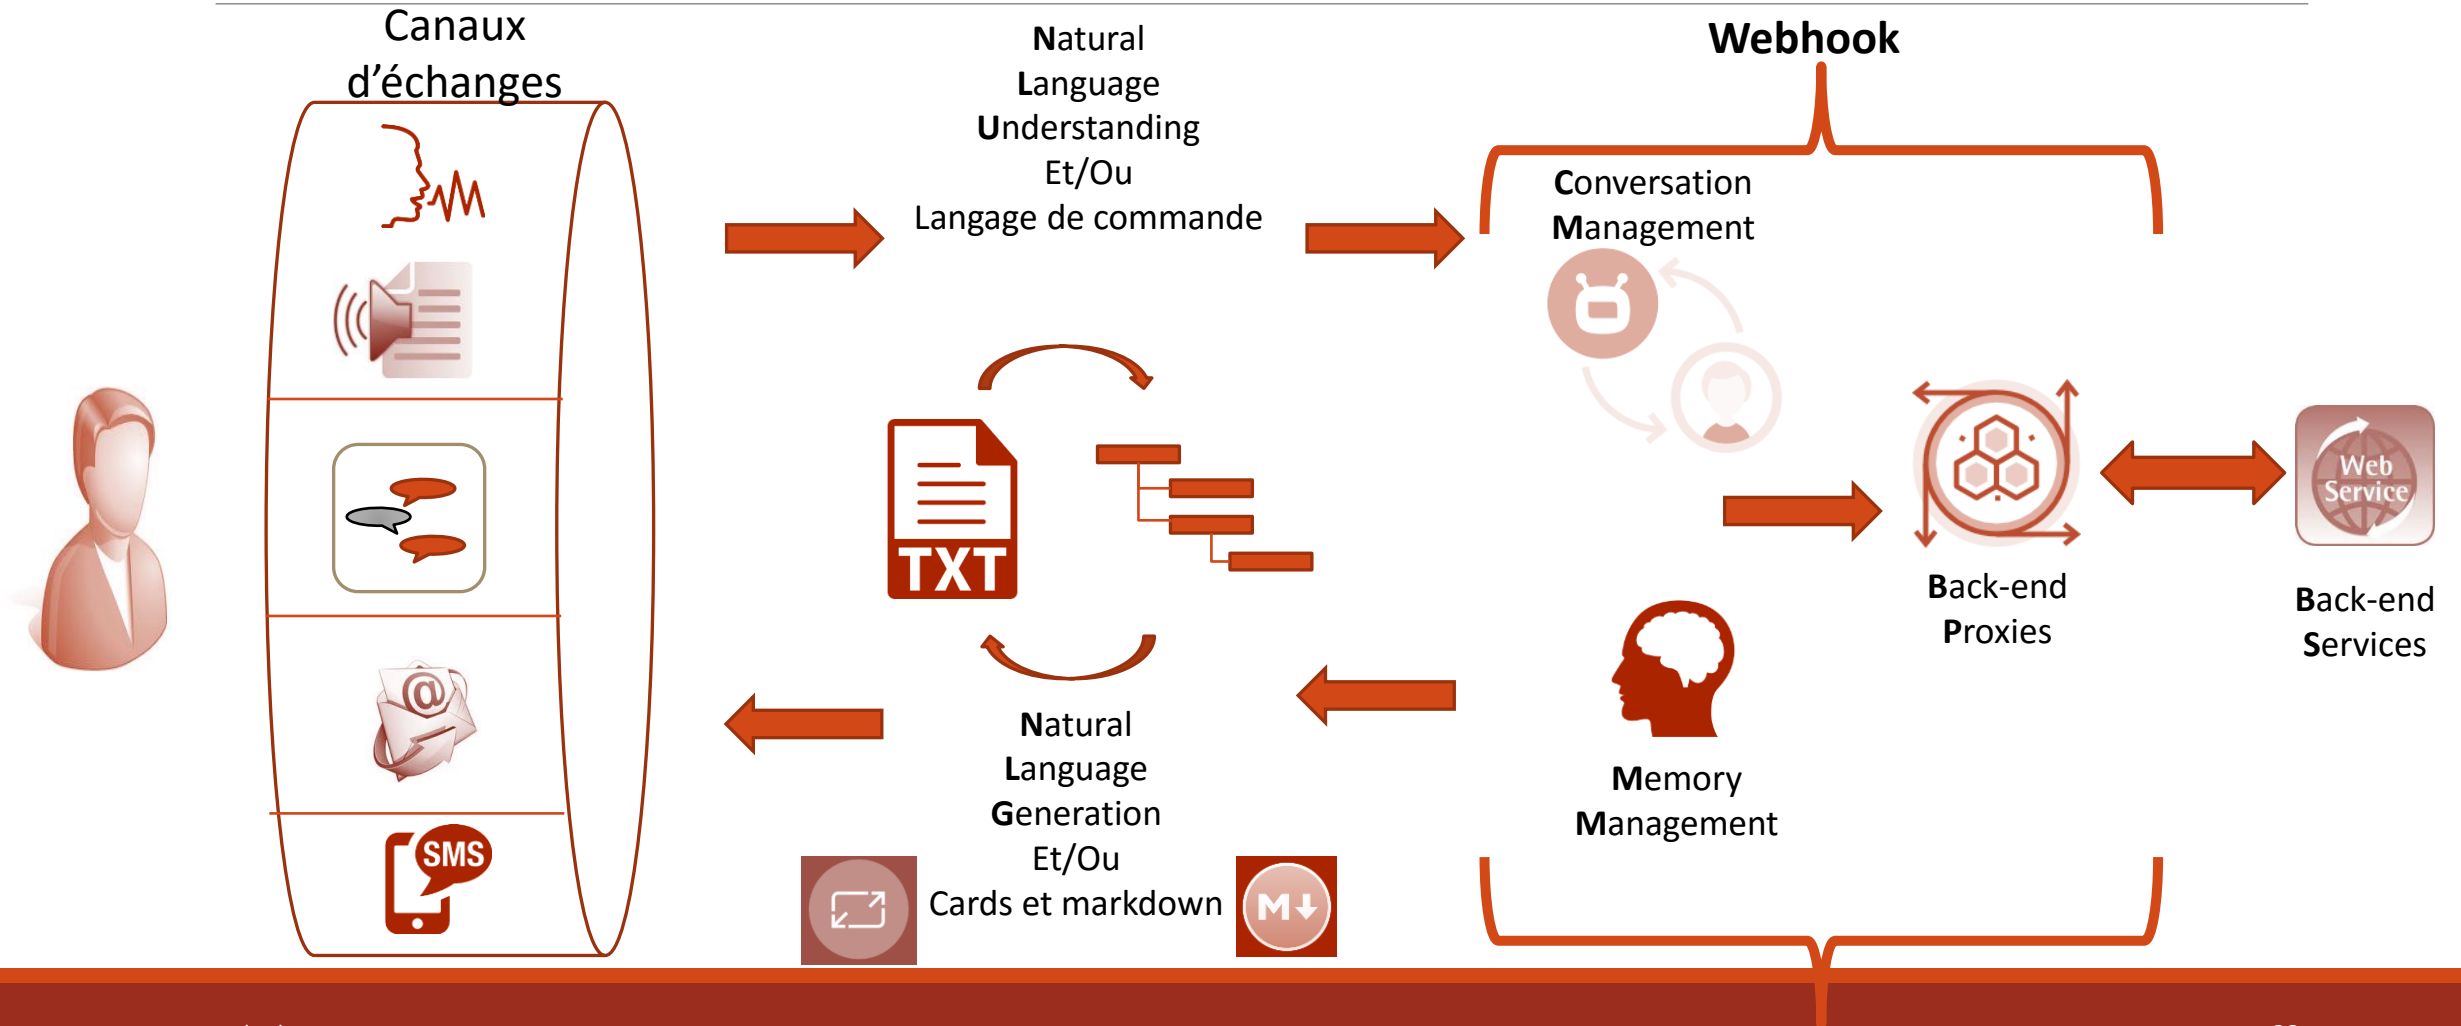 Canaux
d'échanges
Natural
Language
Understanding
Et/Ou
Langage de commande
Webhook
Conversation
Management
TXT
Web
Service
Back-end
Proxies
Back-end
Services
@
Natural
Language
Generation
Et/Ou
Cards et markdown
M
Memory
Management
SMS